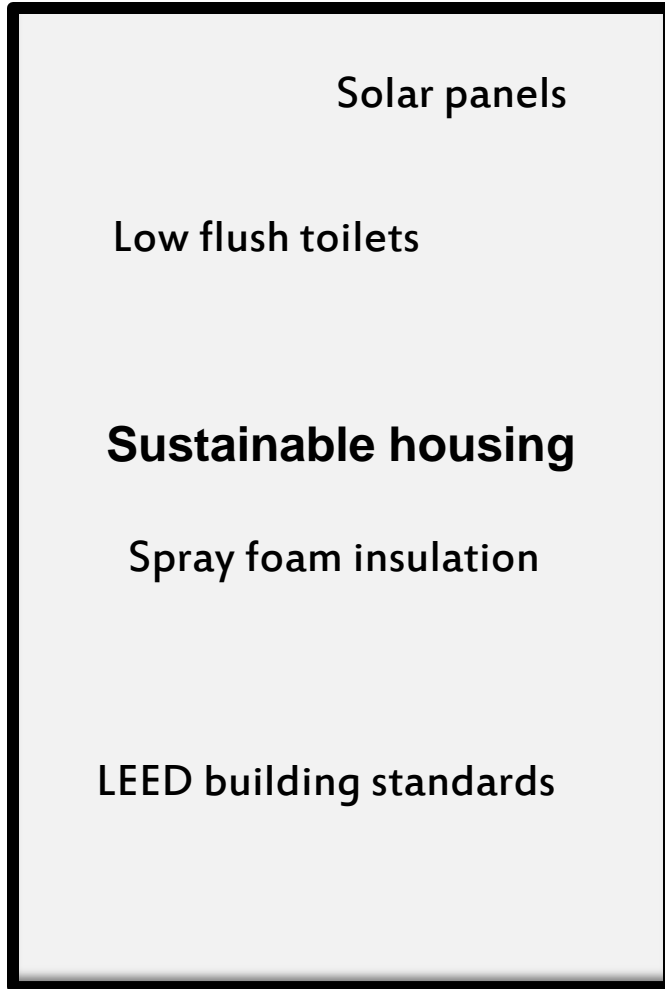 Solar panels
Low flush toilets
Sustainable housing
Spray foam insulation
LEED building standards